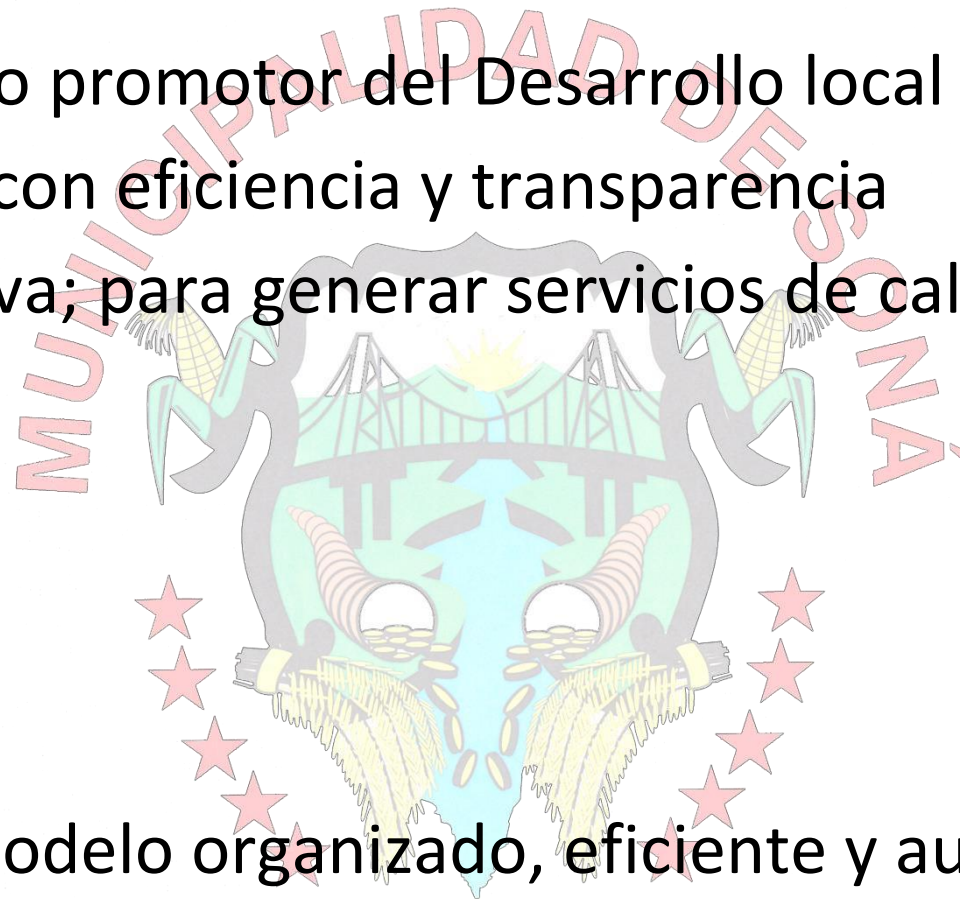 MUNICIPALIDAD DE SONÁ
o promotor del Desarrollo local
con eficiencia y transparencia
va; para generar servicios de cal
odelo organizado, eficiente y au